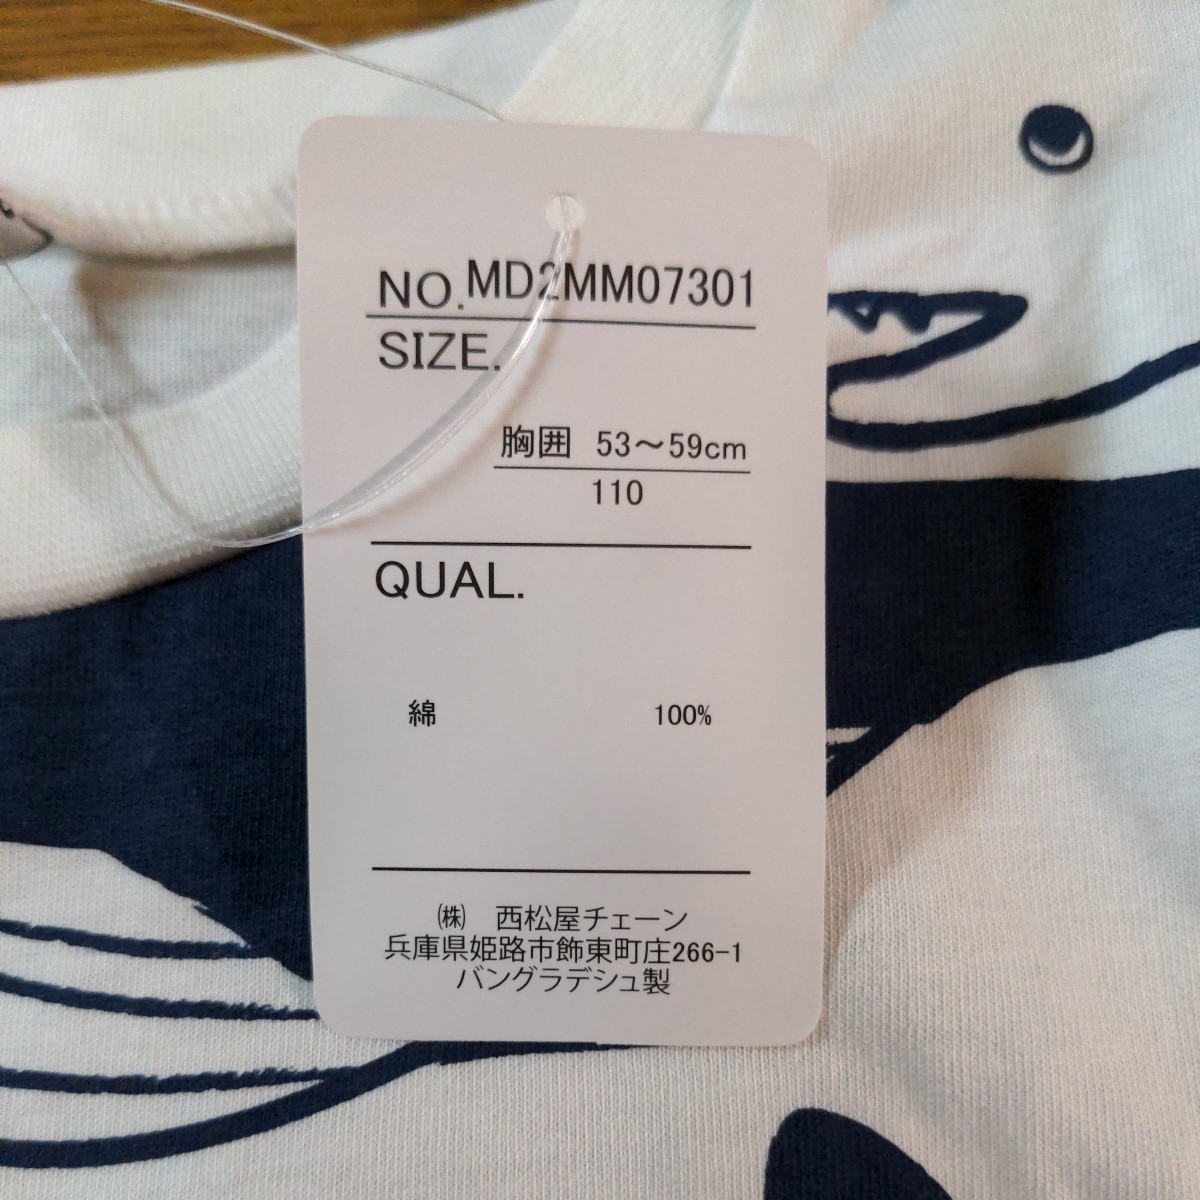 NO.MD2MM07301
SIZE.
胸囲 53～59cm
110
QUAL.
綿 100%
㈱ 西松屋チェーン
兵庫県姫路市飾東町庄266-1
バングラデシュ製